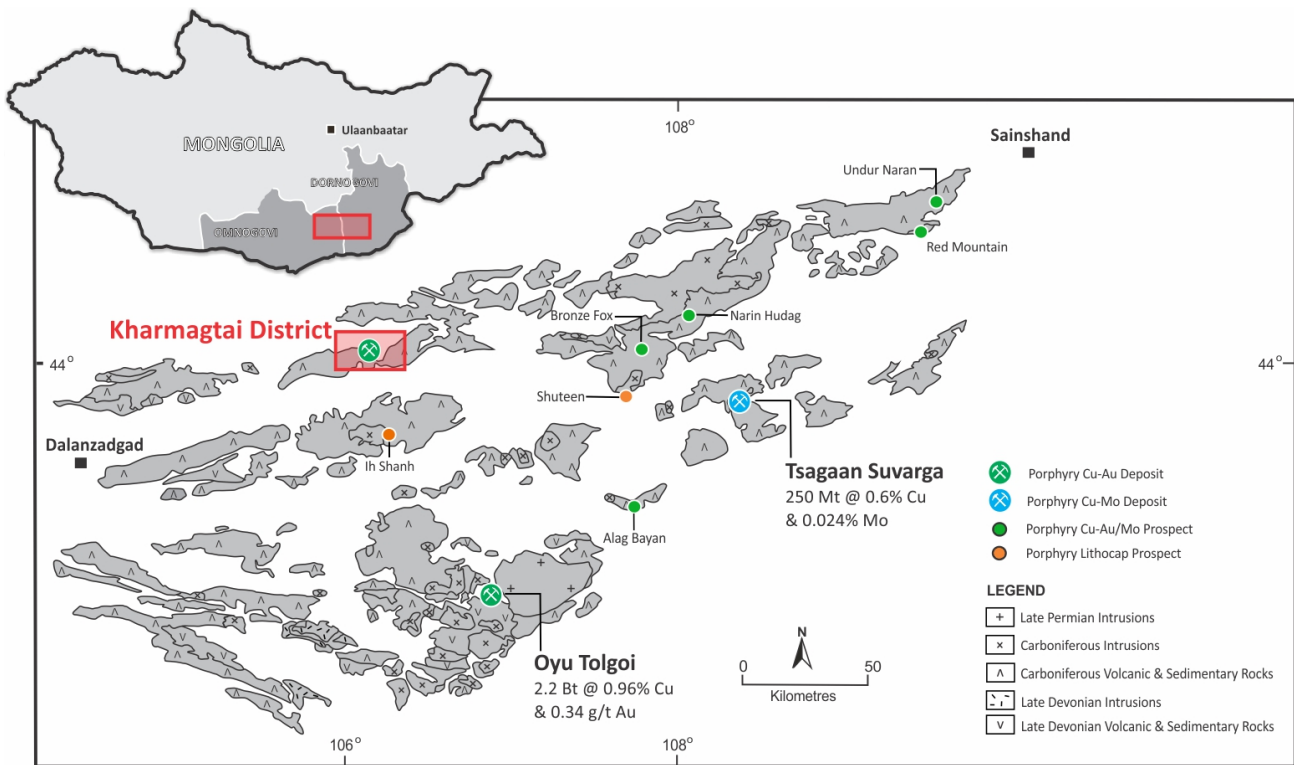 MONGOLIA
Ulaanbaatar
DORNOGOVI
OMNOGOVI
108°
Sainshand
Undur Naran
Red Mountain
Bronze Fox
Narin Hudag
Kharmagtai District
44°
44°
Shuteen
Dalanzadgad
Ih Shanh
Tsagaan Suvarga
250 Mt @ 0.6% Cu
& 0.024% Mo
Alag Bayan
Porphyry Cu-Au Deposit
Porphyry Cu-Mo Deposit
Porphyry Cu-Au/Mo Prospect
Porphyry Lithocap Prospect
Oyu Tolgoi
2.2 Bt @ 0.96% Cu
& 0.34 g/t Au
N
0 50
Kilometres
LEGEND
+ Late Permian Intrusions
× Carboniferous Intrusions
^ Carboniferous Volcanic & Sedimentary Rocks
Late Devonian Intrusions
v Late Devonian Volcanic & Sedimentary Rocks
106°
108°